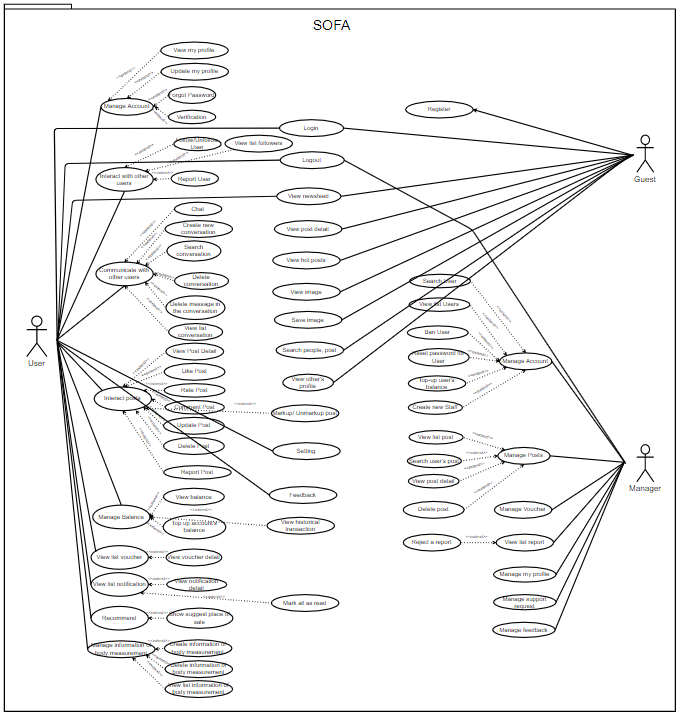 SOFA
View my profile
Update my profile
Forgot Password
Manage Account
Verification
Register
Login
Follow/Unfollow
User
View list followers
Logout
Guest
Interact with other
users
Report User
View newsfeed
Chat
Create new
conversation
View post detail
Search
conversation
View hot posts
Communicate with
other users
Delete
conversation
Search User
View image
Delete message in
the conversation
View list Users
Save image
View list
conversation
Ban User
User
View Post Detail
Search people, post
Reset password for
User
Manage Account
Like Post
View other's
profile
Top-up user's
balance
Rate Post
Interact posts
Comment Post
Markup/ Unmarkup post
Create new Staff
Update Post
View list post
Delete Post
Setting
Search user's post
Manage Posts
Report Post
View post detail
Manager
View balance
Feedback
Delete post
Manage Voucher
Manage Balance
Top up account's
balance
View historical
transaction
Reject a report
View list report
View list voucher
View voucher detail
Manage my profile
View list notification
View notification
detail
Mark all as read
Manage support
request
Recommend
Show suggest place of
sale
Manage feedback
Manage information of
body measurement
Create information of
body measurement
Delete information of
body measurement
View list information of
body measurement